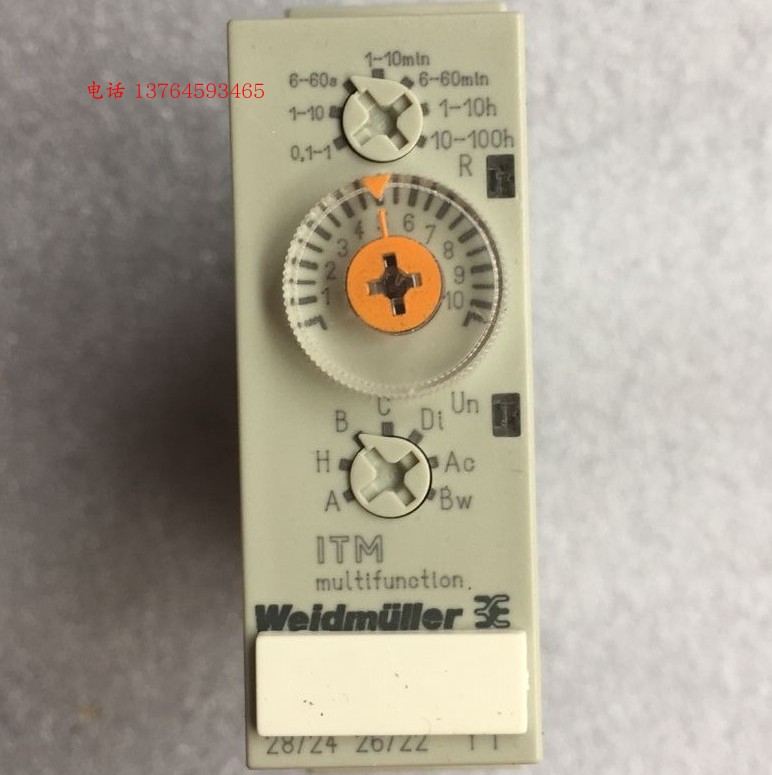 1-10min
6-60s 6-60min
电话 13764593465
1-10 1-10h
0,1-1 10-100h
R
4 6
3 7
2 8
1 9
10
C Un
B Di
H Ac
A Bw
ITM
multifunction
Weidmüller
28/24 26/22